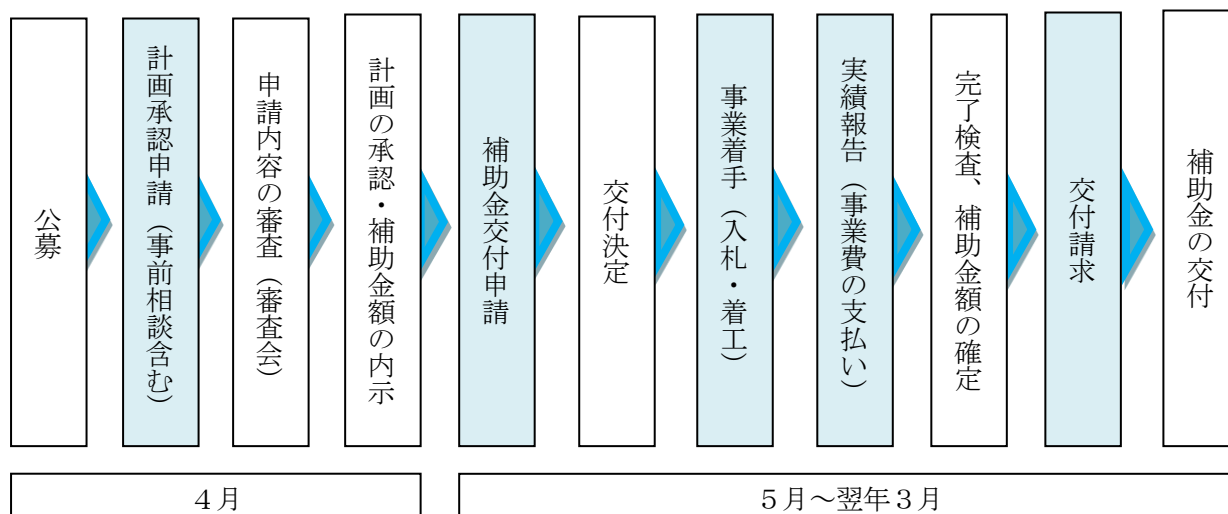 公募
計画承認申請（事前相談含む）
申請内容の審査（審査会）
計画の承認・補助金額の内示
補助金交付申請
交付決定
事業着手（入札・着工）
実績報告（事業費の支払い）
完了検査、補助金額の確定
交付請求
補助金の交付
４月
５月～翌年３月